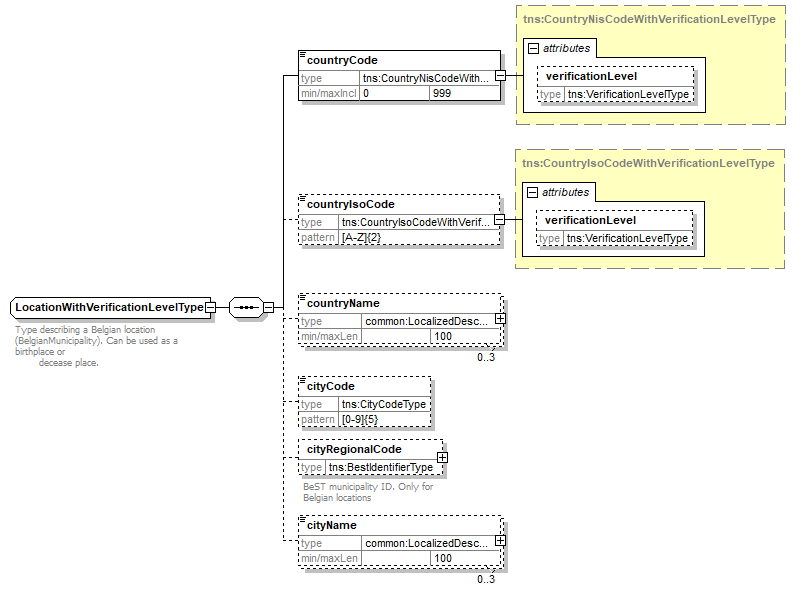 tns:CountryNisCodeWithVerificationLevelType
attributes
verificationLevel
type tns:VerificationLevelType
countryCode
type tns:CountryNisCodeWith...
min/maxIncl 0 999
tns:CountryIsoCodeWithVerificationLevelType
attributes
verificationLevel
type tns:VerificationLevelType
countryIsoCode
type tns:CountryIsoCodeWithVerif...
pattern [A-Z]{2}
LocationWithVerificationLevelType
Type describing a Belgian location
(BelgianMunicipality). Can be used as a
birthplace or
decease place.
countryName
type common:LocalizedDesc...
min/maxLen 100
0..3
cityCode
type tns:CityCodeType
pattern [0-9]{5}
cityRegionalCode
type tns:BestIdentifierType
BeST municipality ID. Only for
Belgian locations
cityName
type common:LocalizedDesc...
min/maxLen 100
0..3